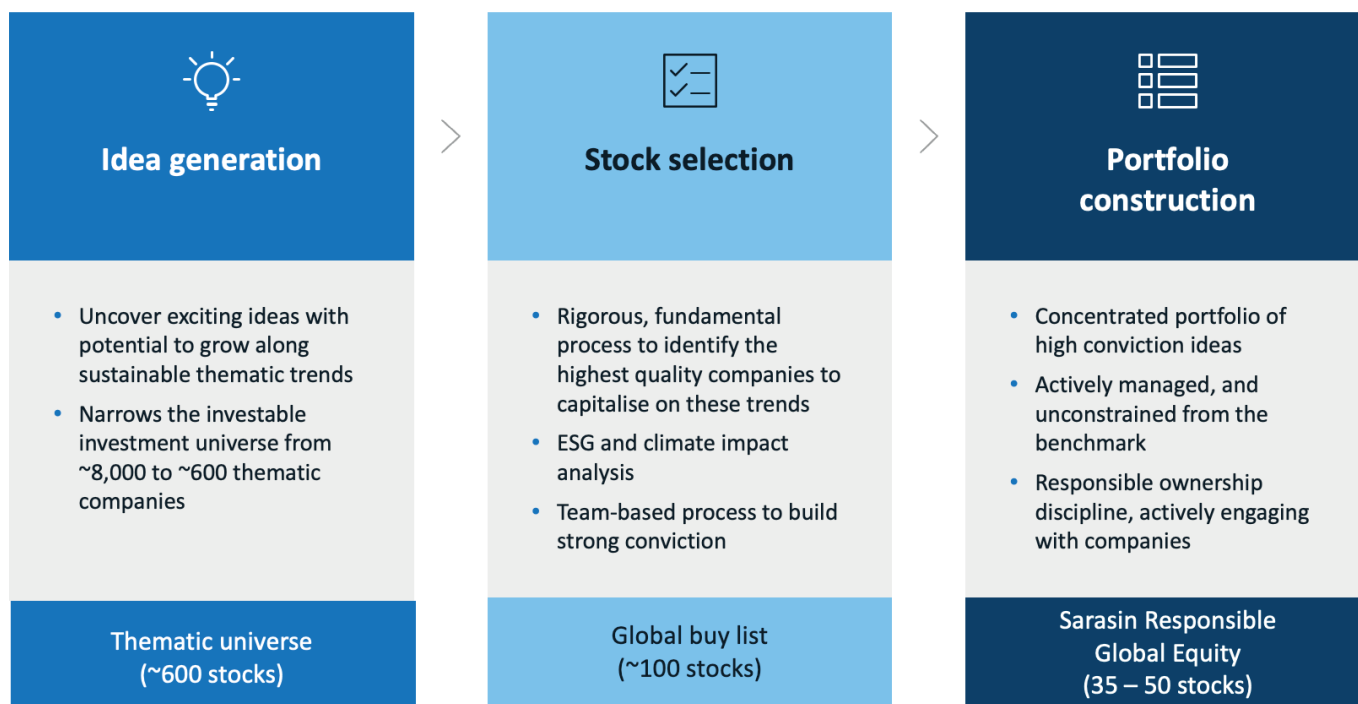 Idea generation
• Uncover exciting ideas with
potential to grow along
sustainable thematic trends
• Narrows the investable
investment universe from
~8,000 to ~600 thematic
companies
Thematic universe
(~600 stocks)
Stock selection
• Rigorous, fundamental
process to identify the
highest quality companies to
capitalise on these trends
• ESG and climate impact
analysis
• Team-based process to build
strong conviction
Global buy list
(~100 stocks)
Portfolio
construction
• Concentrated portfolio of
high conviction ideas
• Actively managed, and
unconstrained from the
benchmark
• Responsible ownership
discipline, actively engaging
with companies
Sarasin Responsible
Global Equity
(35 – 50 stocks)